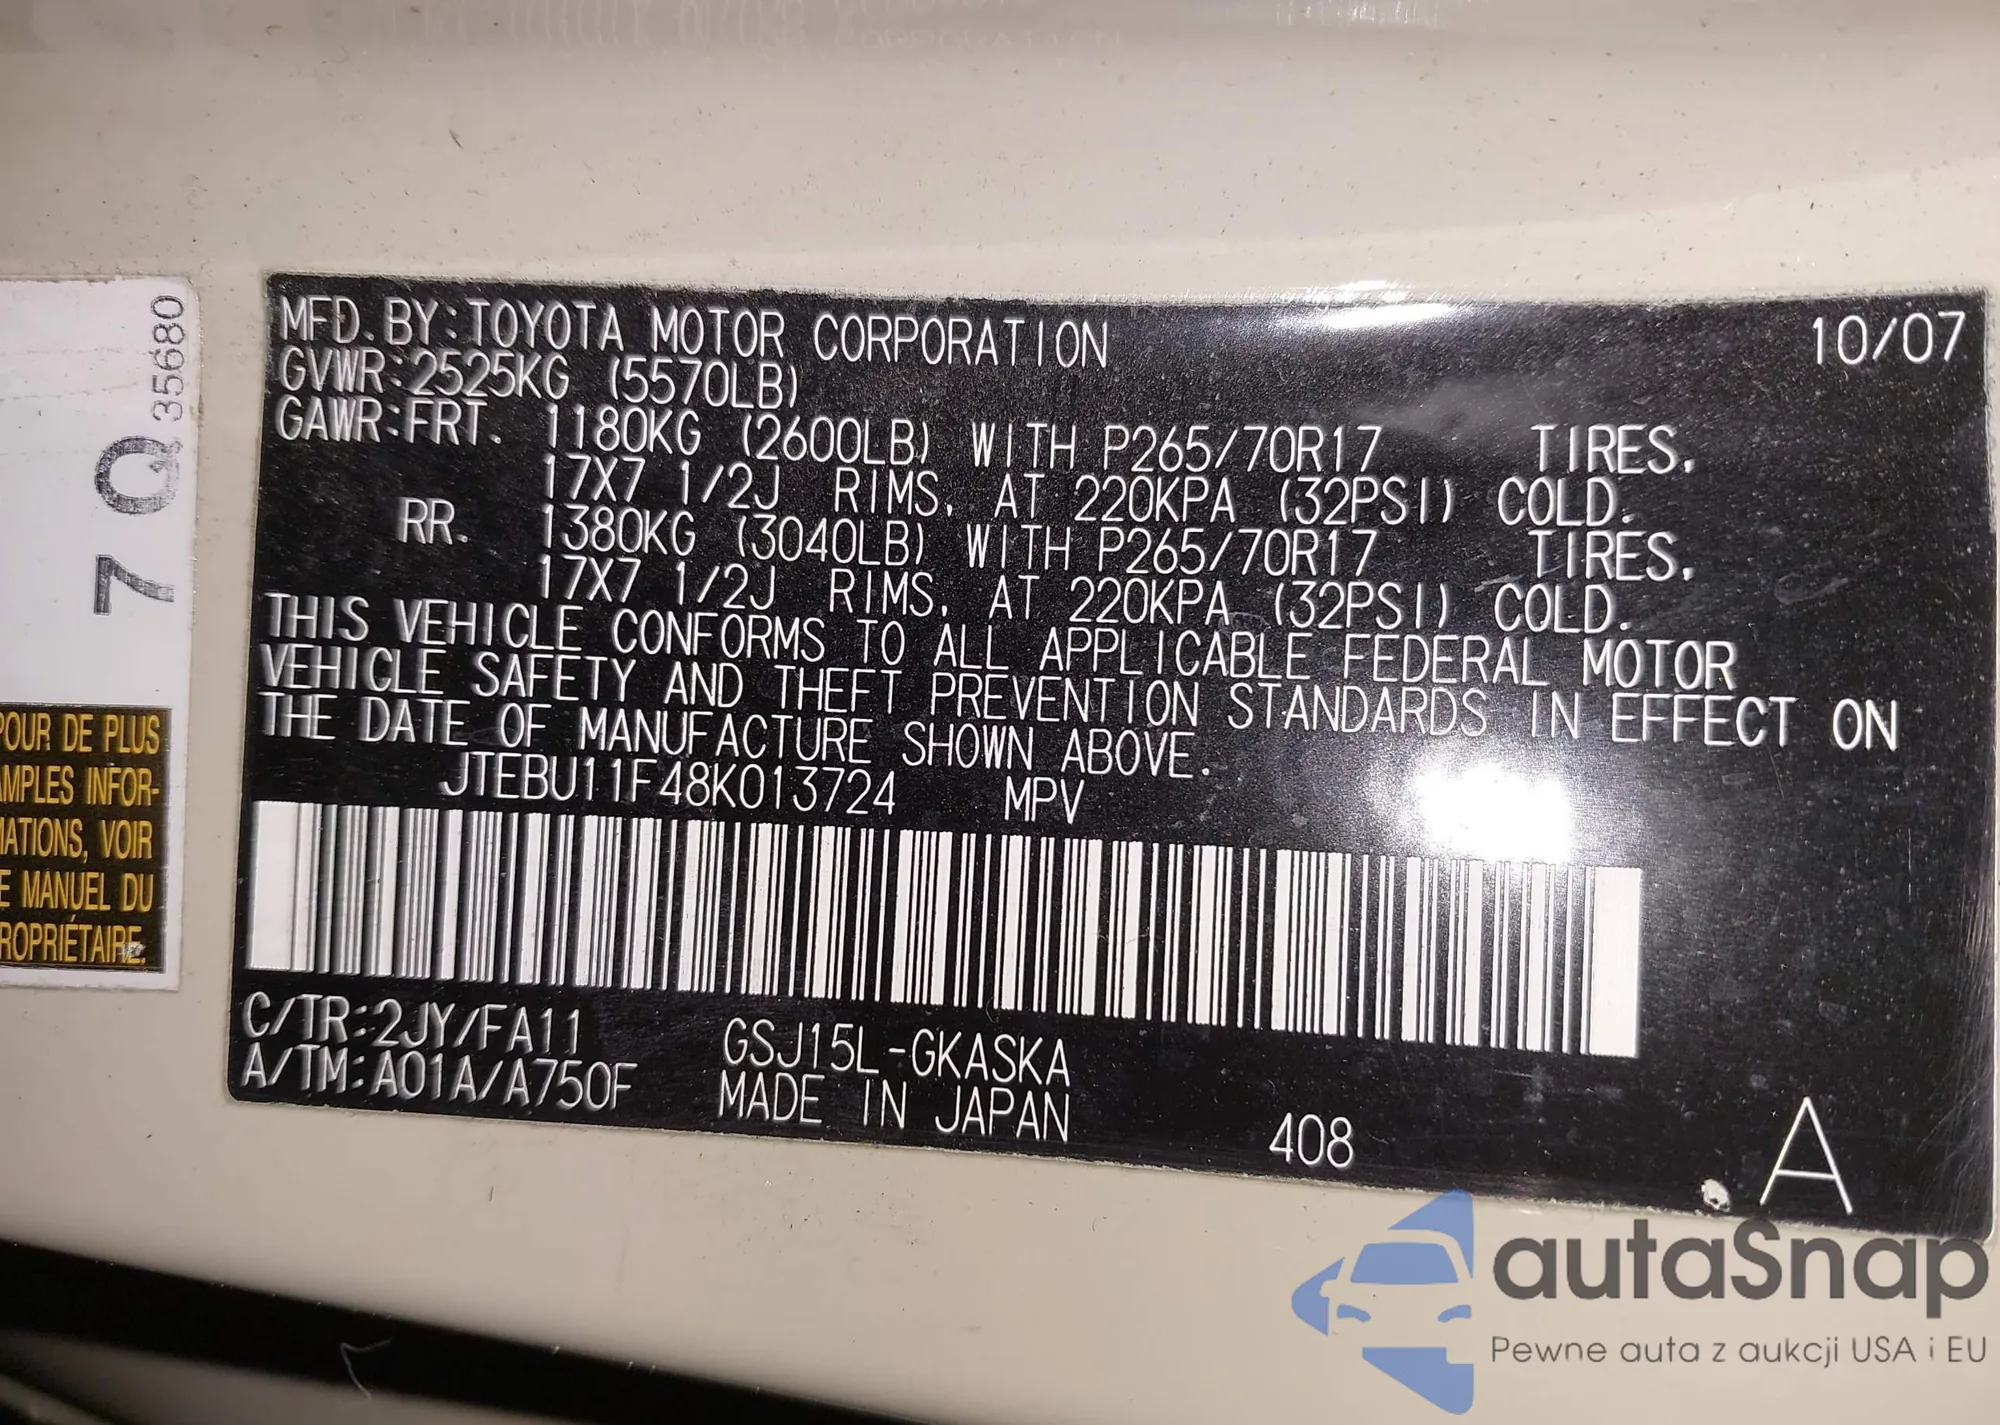 MFD. BY: TOYOTA MOTOR CORPORATION 10/07
GVWR: 2525KG (5570LB)
GAWR: FRT. 1180KG (2600LB) WITH P265/70R17 TIRES,
17X7 1/2J RIMS, AT 220KPA (32PSI) COLD.
RR. 1380KG (3040LB) WITH P265/70R17 TIRES,
17X7 1/2J RIMS, AT 220KPA (32PSI) COLD.
THIS VEHICLE CONFORMS TO ALL APPLICABLE FEDERAL MOTOR
VEHICLE SAFETY AND THEFT PREVENTION STANDARDS IN EFFECT ON
THE DATE OF MANUFACTURE SHOWN ABOVE.
JTEBU11F48K013724 MPV
C/TR: 2JY/FA11 GSJ15L-GKASKA
A/TM: A01A/A750F MADE IN JAPAN
408 A
7 Q 35680
POUR DE PLUS
AMPLES INFOR-
MATIONS, VOIR
LE MANUEL DU
PROPRIÉTAIRE.
autaSnap
Pewne auta z aukcji USA i EU